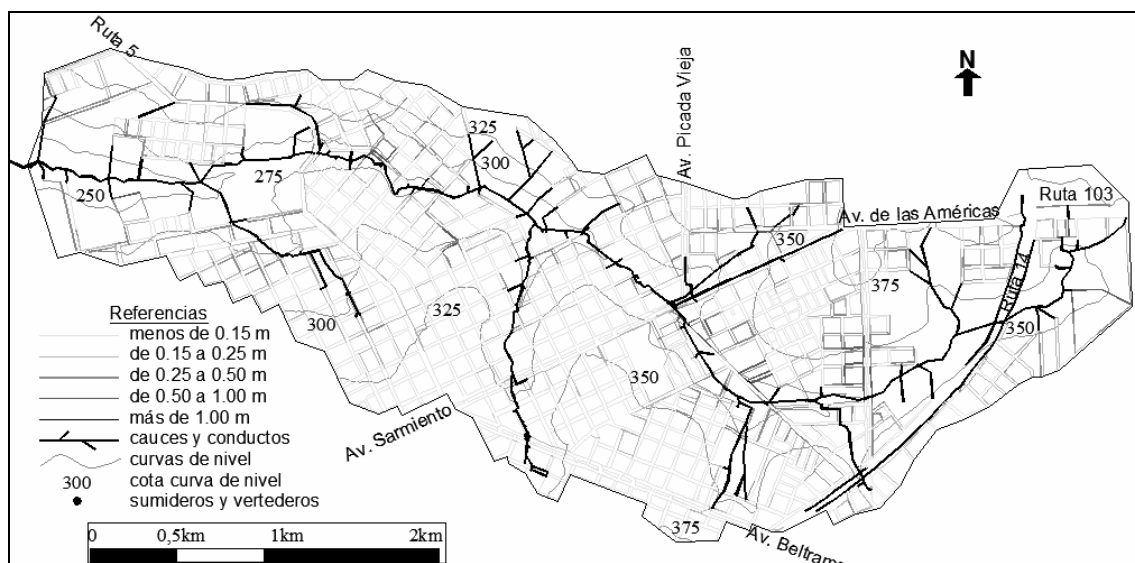 Ruta 5
Av. Picada Vieja
N
325
300
275
250
Ruta 103
Av. de las Américas
350
375
Ruta 14
350
325
300
350
Av. Sarmiento
375
Av. Beltrame
Referencias
menos de 0.15 m
de 0.15 a 0.25 m
de 0.25 a 0.50 m
de 0.50 a 1.00 m
más de 1.00 m
cauces y conductos
curvas de nivel
300 cota curva de nivel
sumideros y vertederos
0 0,5km 1km 2km